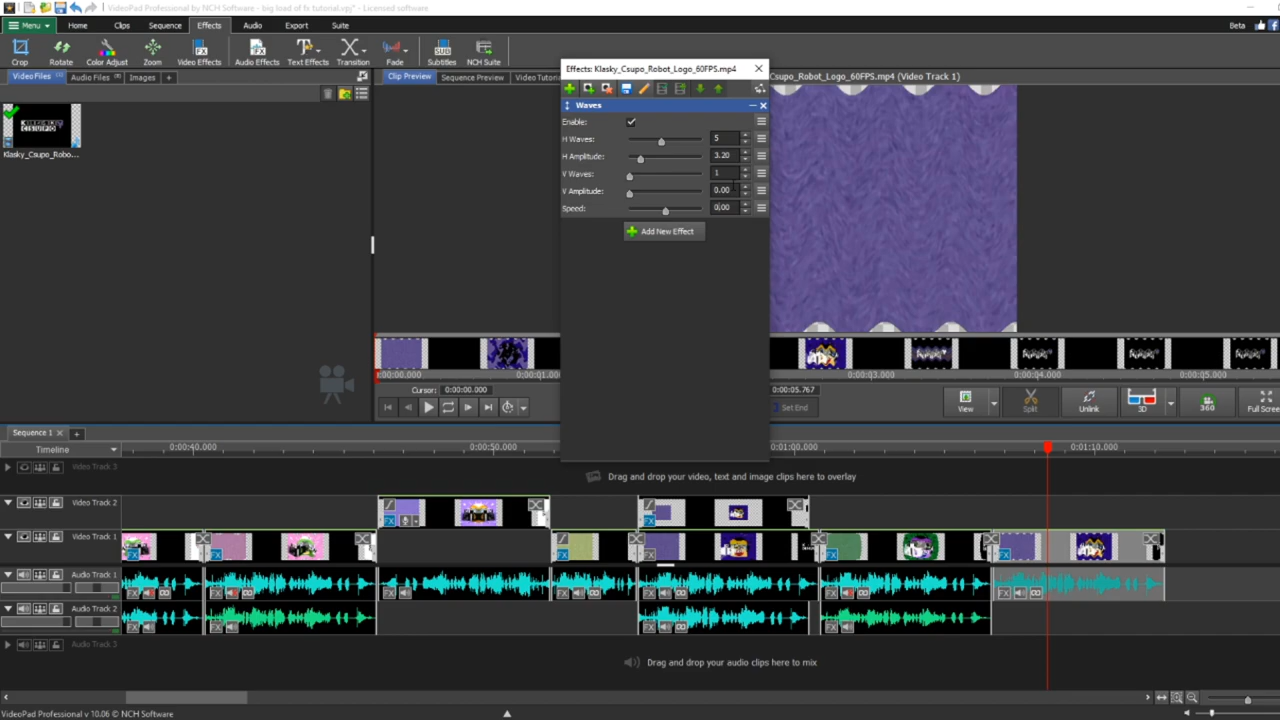 VideoPad Professional by NCH Software - big load of fx tutorial.vpj* - Licensed software
Menu
Home
Clips
Sequence
Effects
Audio
Export
Suite
Beta
Crop
Rotate
Color Adjust
Zoom
Video Effects
Audio Effects
Text
Transition
Fade
SUB
Subtitles
NCH Suite
Video Files
Audio Files
Images
+
Clip Preview
Sequence Preview
Video Tutoria
Effects: Klasky_Csupo_Robot_Logo_60FPS.mp4
Csupo_Robot_Logo_60FPS.mp4 (Video Track 1)
Waves
Enable:
H Waves: 5
H Amplitude: 3.20
V Waves: 1
V Amplitude: 0.00
Speed: 0.00
Add New Effect
Klasky_Csupo_Robo...
0:00:00.000
0:00:01.000
0:00:03.000
0:00:04.000
0:00:05.000
Cursor: 0:00:00.000
0:00:05.767
Set End
View
Split
Unlink
3D
360
Full Scree
Sequence 1
+
Timeline
0:00:40.000
0:00:50.000
0:01:00.000
0:01:10.000
Video Track 3
Drag and drop your video, text and image clips here to overlay
Video Track 2
Video Track 1
Audio Track 1
Audio Track 2
Audio Track 3
Drag and drop your audio clips here to mix
VideoPad Professional v 10.06 © NCH Software